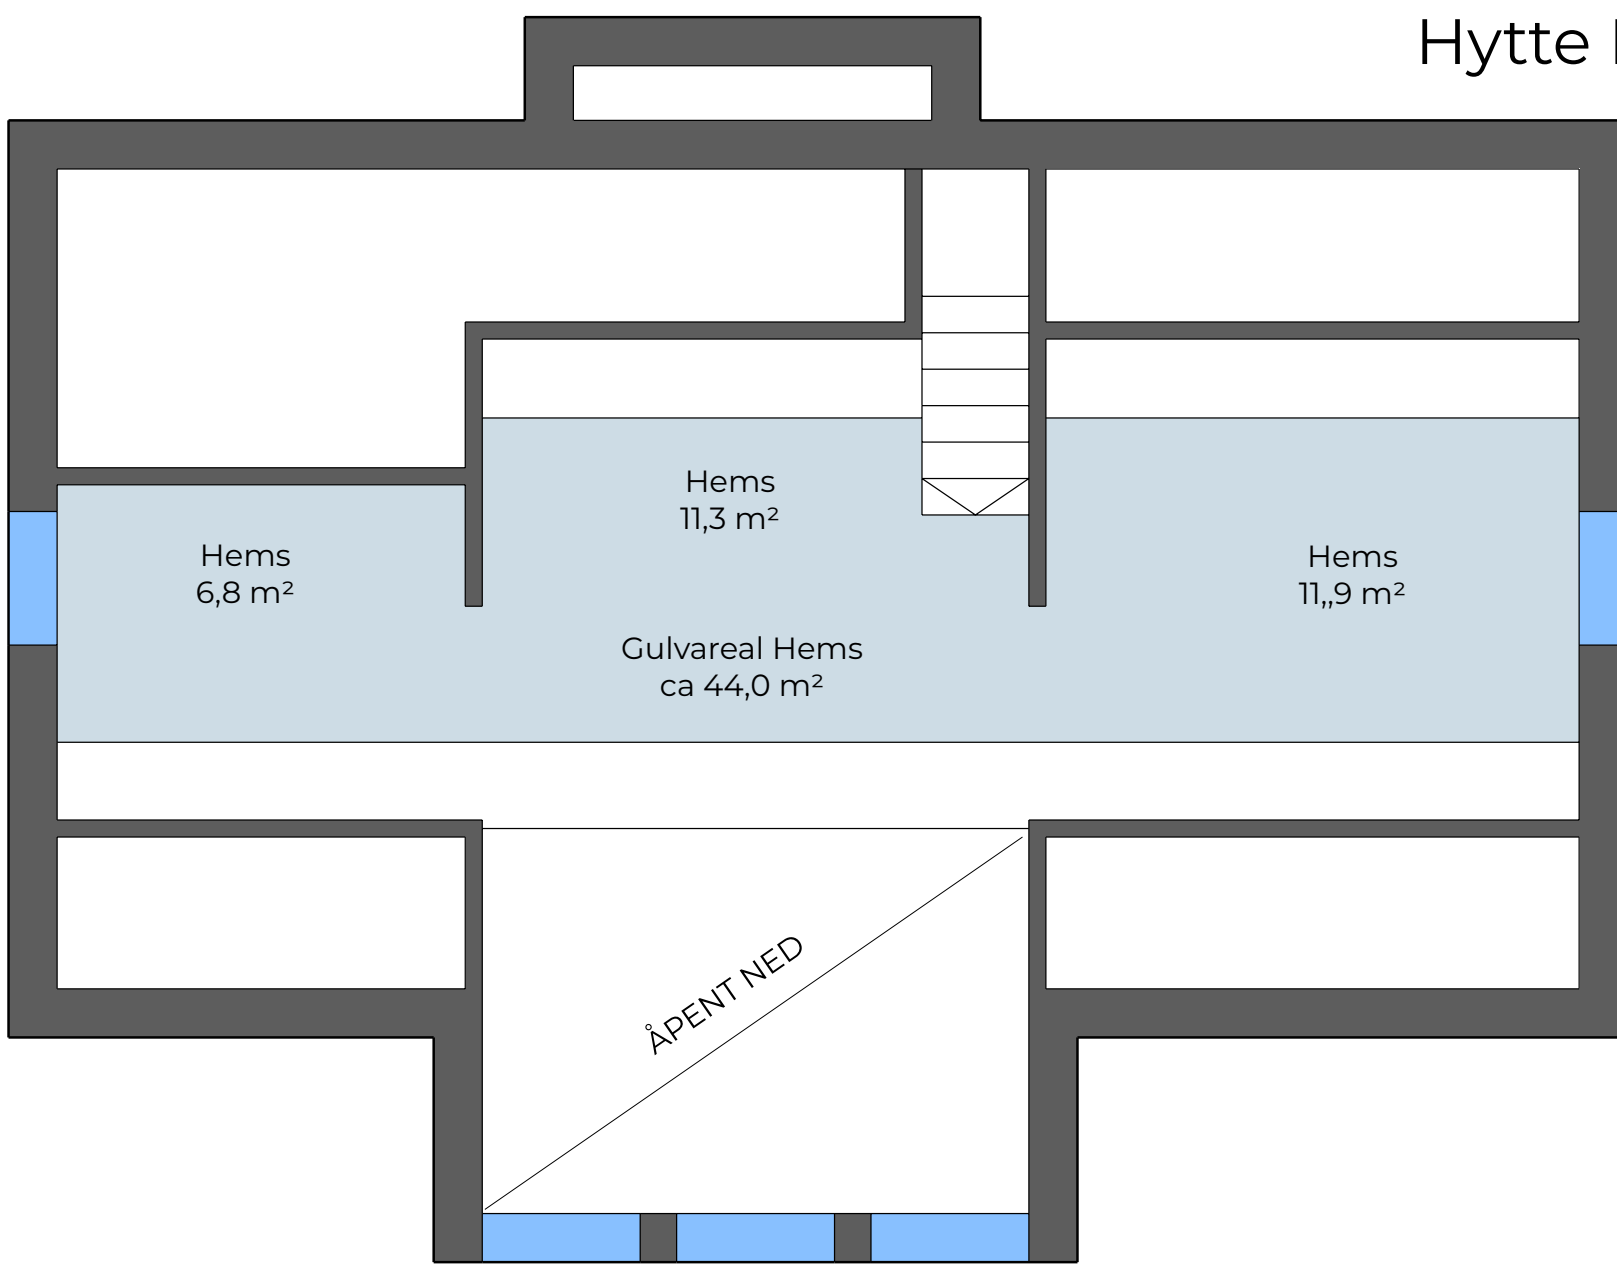 Hytte
Hems
11,3 m²
Hems
6,8 m²
Hems
11,,9 m²
Gulvareal Hems
ca 44,0 m²
ÅPENT NED